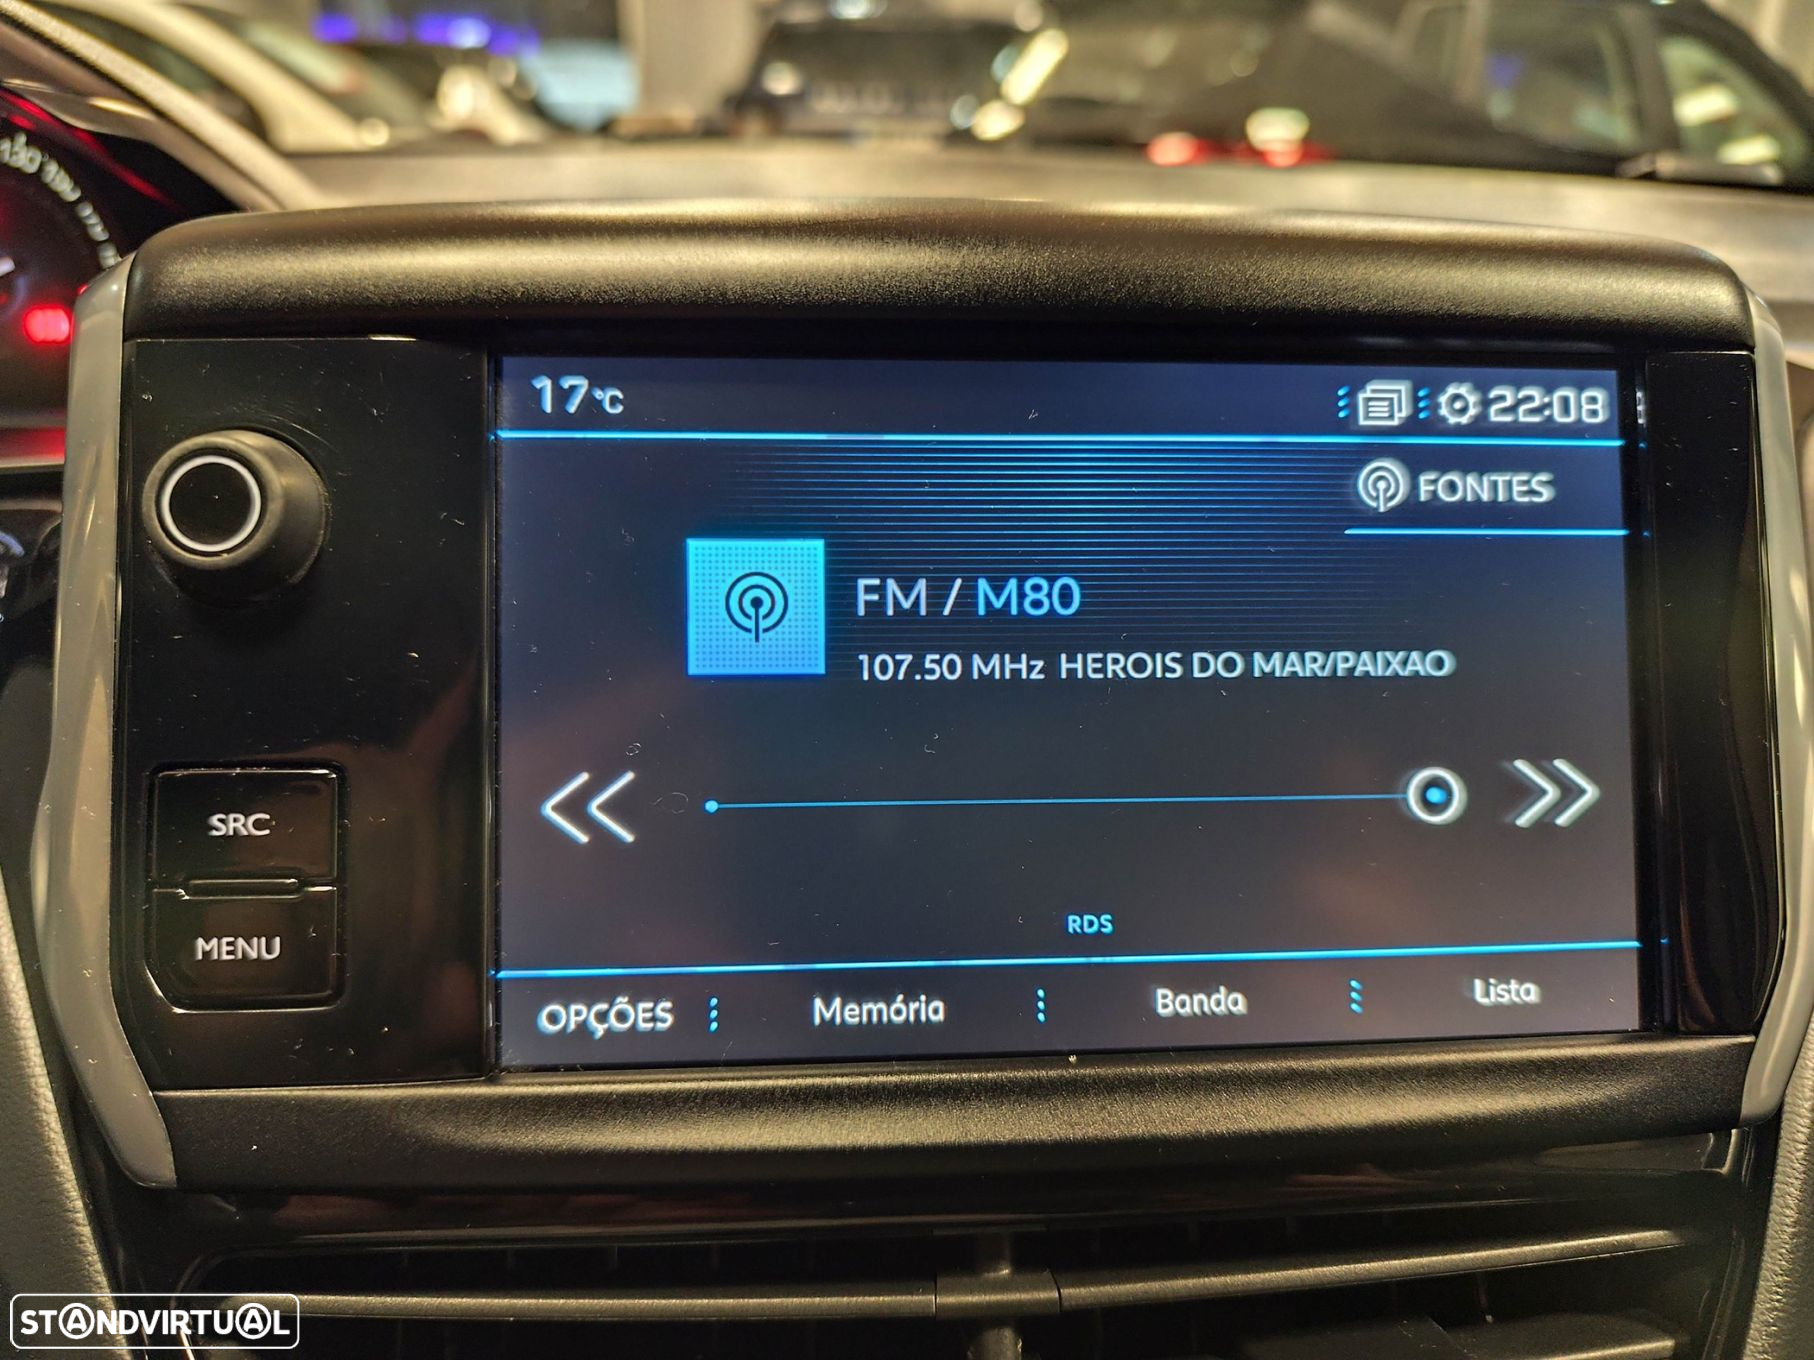 17°C
22:08
FONTES
FM / M80
107.50 MHz HEROIS DO MAR/PAIXAO
SRC
MENU
RDS
OPÇÕES Memória Banda Lista
STANDVIRTUAL